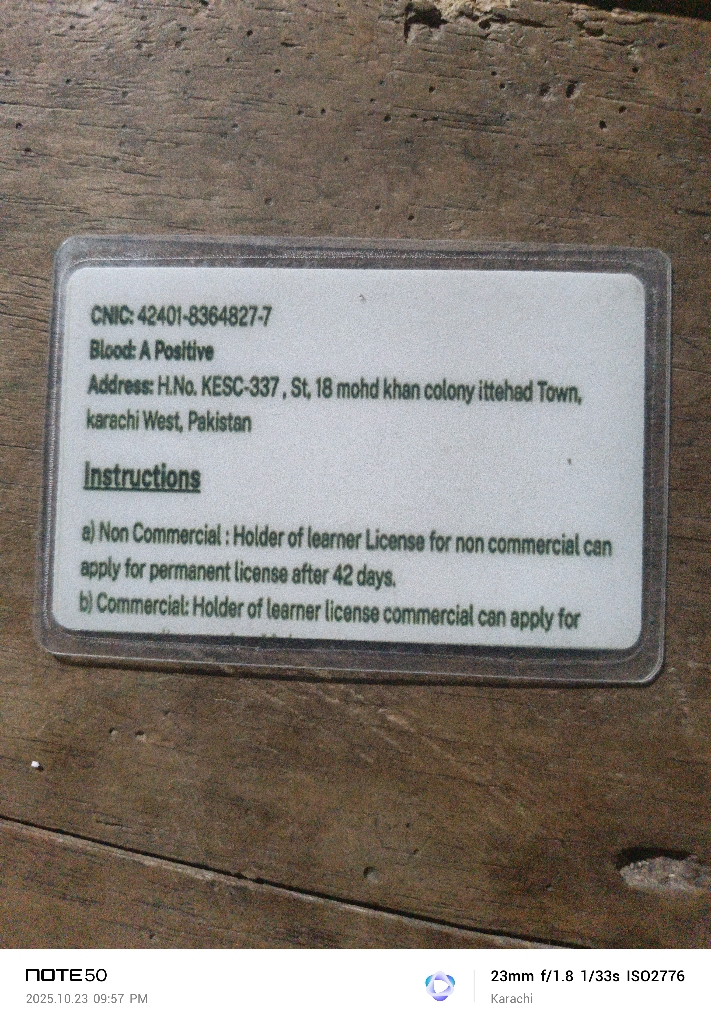 CNIC: 42401-8364827-7
Blood: A Positive
Address: H.No. KESC-337 , St, 18 mohd khan colony ittehad Town,
karachi West, Pakistan
Instructions
a) Non Commercial : Holder of learner License for non commercial can
apply for permanent license after 42 days.
b) Commercial: Holder of learner license commercial can apply for
NOTE 50
2025.10.23 09:57 PM
23mm f/1.8 1/33s ISO2776
Karachi